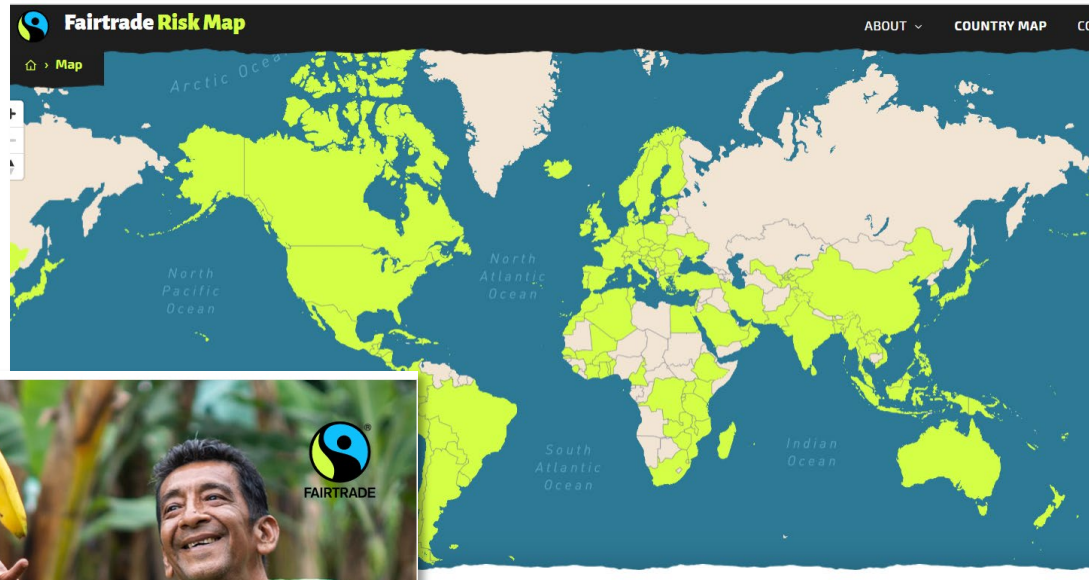 Fairtrade Risk Map
ABOUT
COUNTRY MAP
Map
Arctic Ocea
North
Pacific
Ocean
North
Atlantic
Ocean
South
Atlantic
Ocean
Indian
Ocean
®
FAIRTRADE